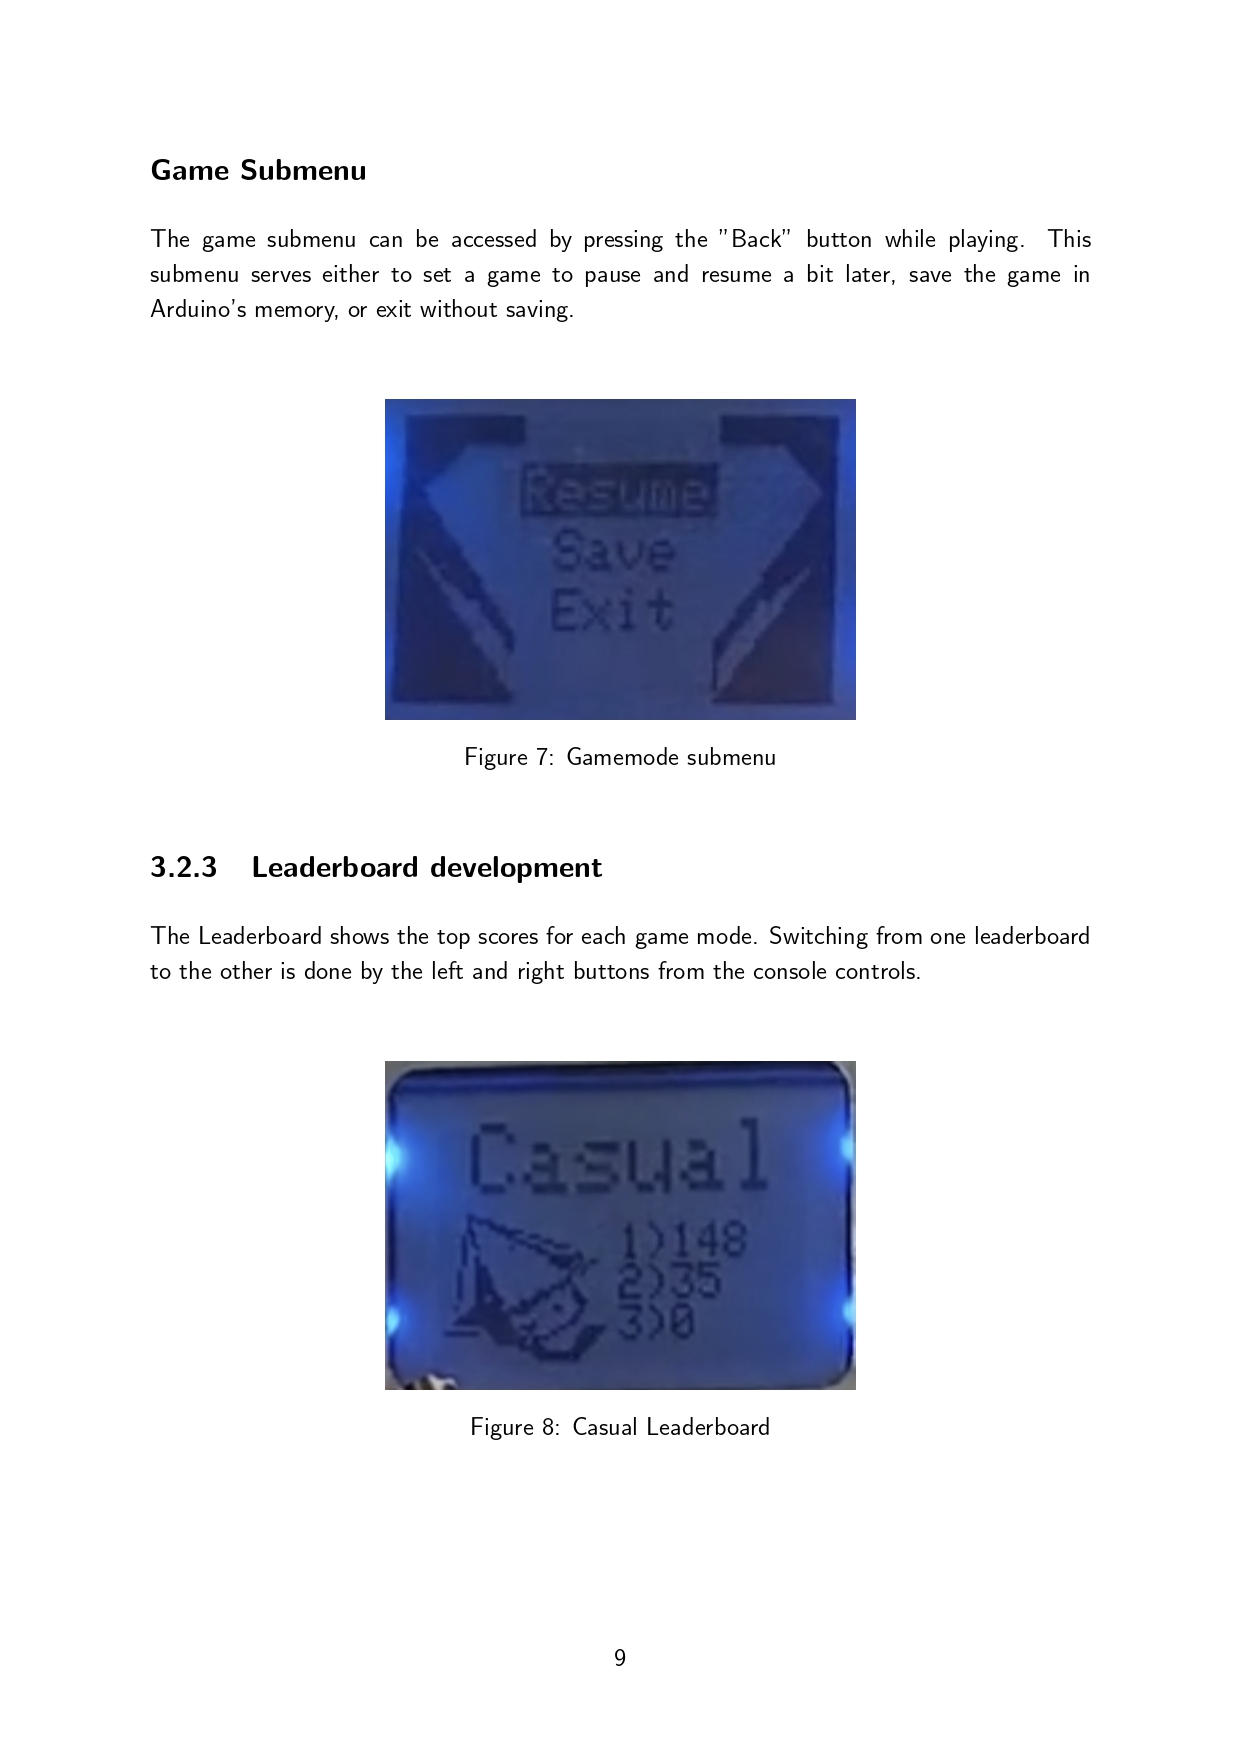 Game Submenu
The game submenu can be accessed by pressing the ”Back” button while playing. This
submenu serves either to set a game to pause and resume a bit later, save the game in
Arduino’s memory, or exit without saving.
Resume
Save
Exit
Figure 7: Gamemode submenu
3.2.3 Leaderboard development
The Leaderboard shows the top scores for each game mode. Switching from one leaderboard
to the other is done by the left and right buttons from the console controls.
Casual
1)148
2)35
3)0
Figure 8: Casual Leaderboard
9